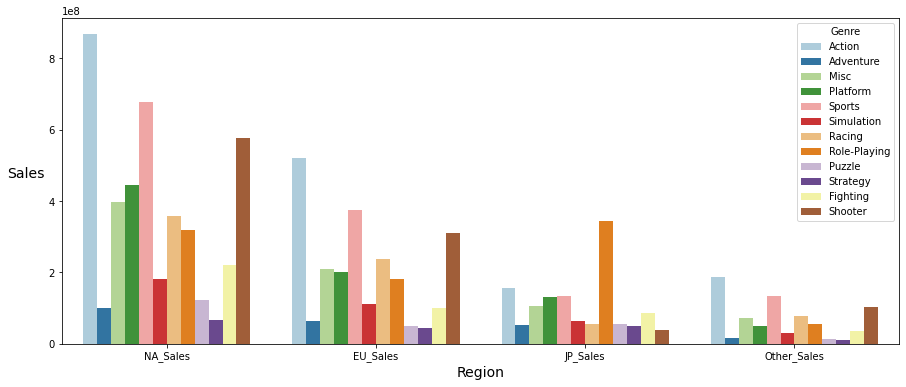 1e8
8
6
4
2
0
Sales
NA_Sales
EU_Sales
JP_Sales
Other_Sales
Region
Genre
Action
Adventure
Misc
Platform
Sports
Simulation
Racing
Role-Playing
Puzzle
Strategy
Fighting
Shooter